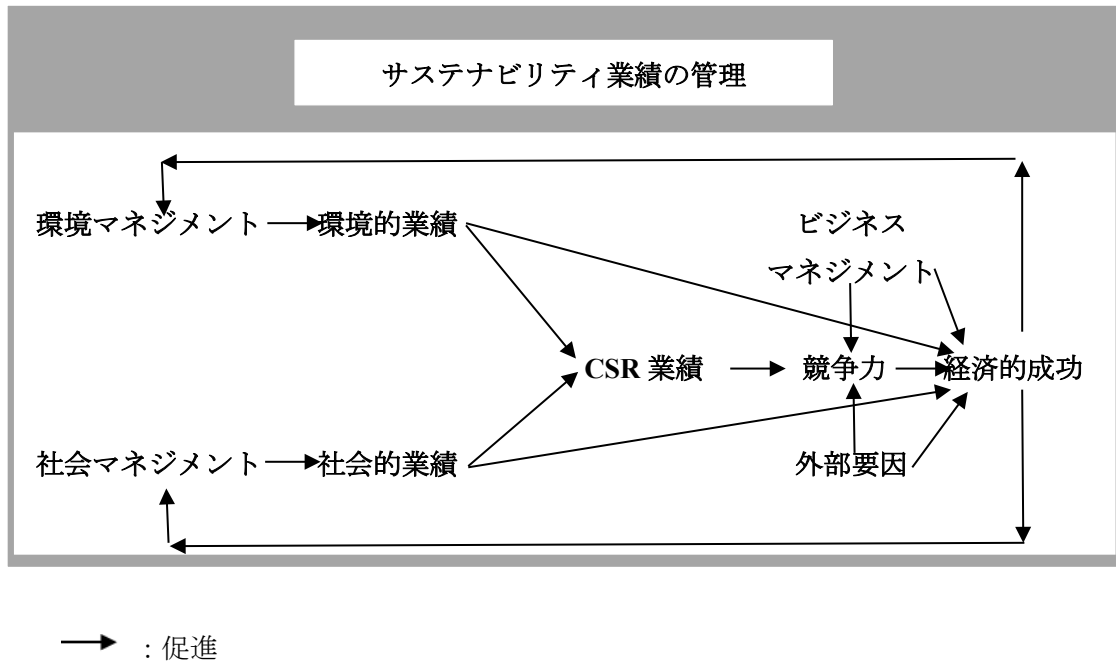 サステナビリティ業績の管理
環境マネジメント
環境的業績
ビジネス
マネジメント
CSR 業績
競争力
経済的成功
社会マネジメント
社会的業績
外部要因
：促進